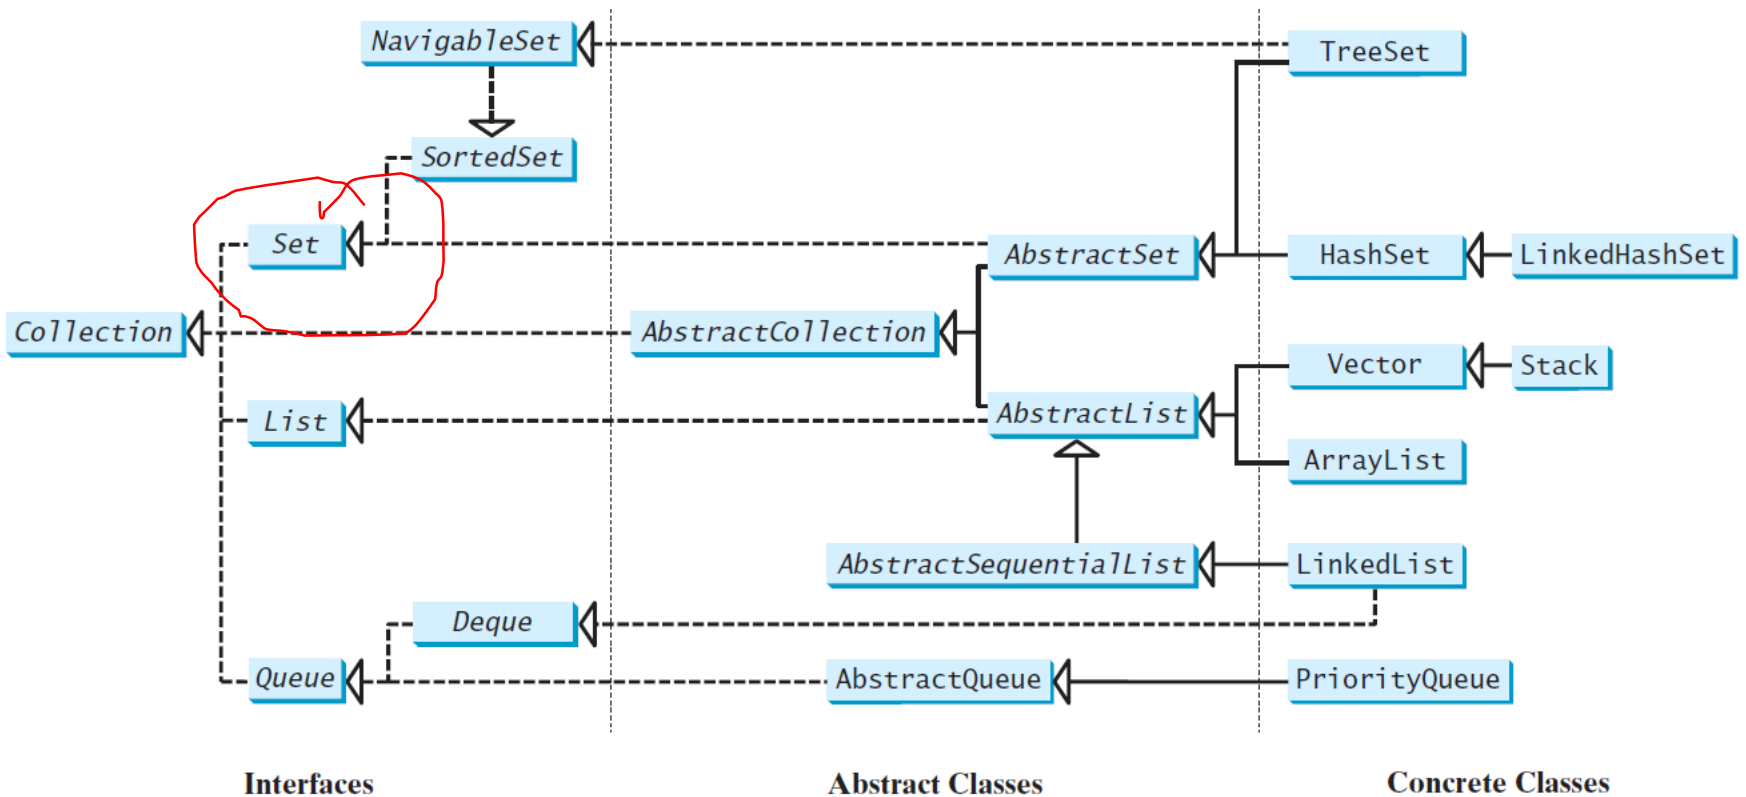 NavigableSet
TreeSet
SortedSet
Set
AbstractSet
HashSet
LinkedHashSet
Collection
AbstractCollection
Vector
Stack
List
AbstractList
ArrayList
AbstractSequentialList
LinkedList
Deque
Queue
AbstractQueue
PriorityQueue
Interfaces
Abstract Classes
Concrete Classes